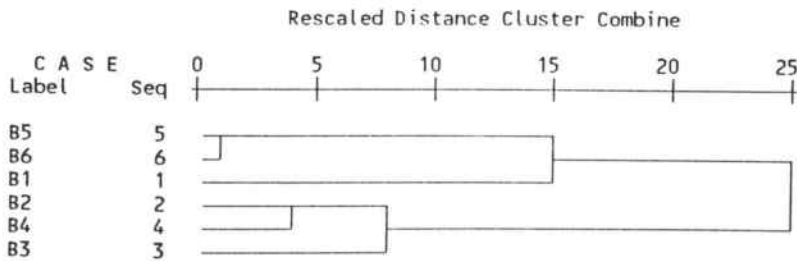 Rescaled Distance Cluster Combine
C A S E 0 5 10 15 20 25
Label Seq
B5 5
B6 6
B1 1
B2 2
B4 4
B3 3